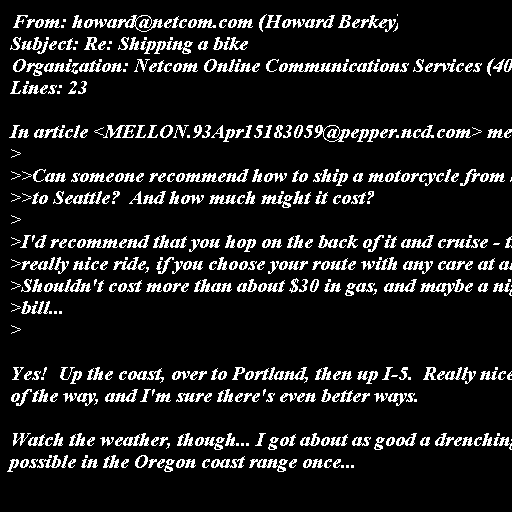 From: howard@netcom.com (Howard Berkey)
Subject: Re: Shipping a bike
Organization: Netcom Online Communications Services (40
Lines: 23
In article <MELLON.93Apr15183059@pepper.ncd.com> me
>
>>Can someone recommend how to ship a motorcycle from
>>to Seattle?  And how much might it cost?
>
>I'd recommend that you hop on the back of it and cruise - t
>really nice ride, if you choose your route with any care at al
>Shouldn't cost more than about $30 in gas, and maybe a nig
>bill...
>
Yes!  Up the coast, over to Portland, then up I-5.  Really nice
of the way, and I'm sure there's even better ways.
Watch the weather, though... I got about as good a drenching
possible in the Oregon coast range once...